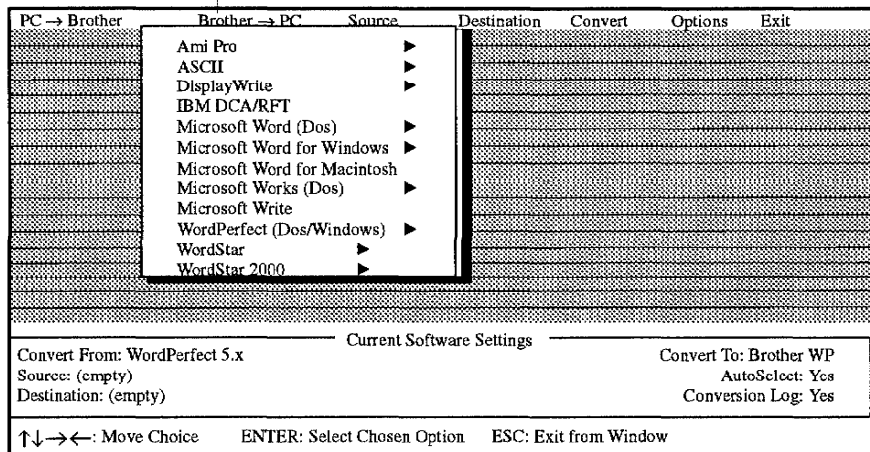 PC → Brother Brother → PC Source Destination Convert Options Exit
Ami Pro ▶
ASCII ▶
DisplayWrite ▶
IBM DCA/RFT
Microsoft Word (Dos) ▶
Microsoft Word for Windows ▶
Microsoft Word for Macintosh
Microsoft Works (Dos) ▶
Microsoft Write
WordPerfect (Dos/Windows) ▶
WordStar ▶
WordStar 2000 ▶
Current Software Settings
Convert From: WordPerfect 5.x Convert To: Brother WP
Source: (empty) AutoSelect: Yes
Destination: (empty) Conversion Log: Yes
↑↓→←: Move Choice ENTER: Select Chosen Option ESC: Exit from Window